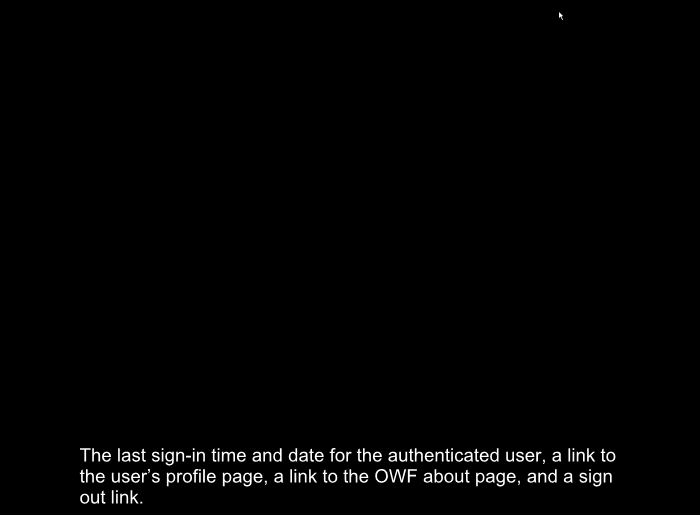 The last sign-in time and date for the authenticated user, a link to
the user’s profile page, a link to the OWF about page, and a sign
out link.